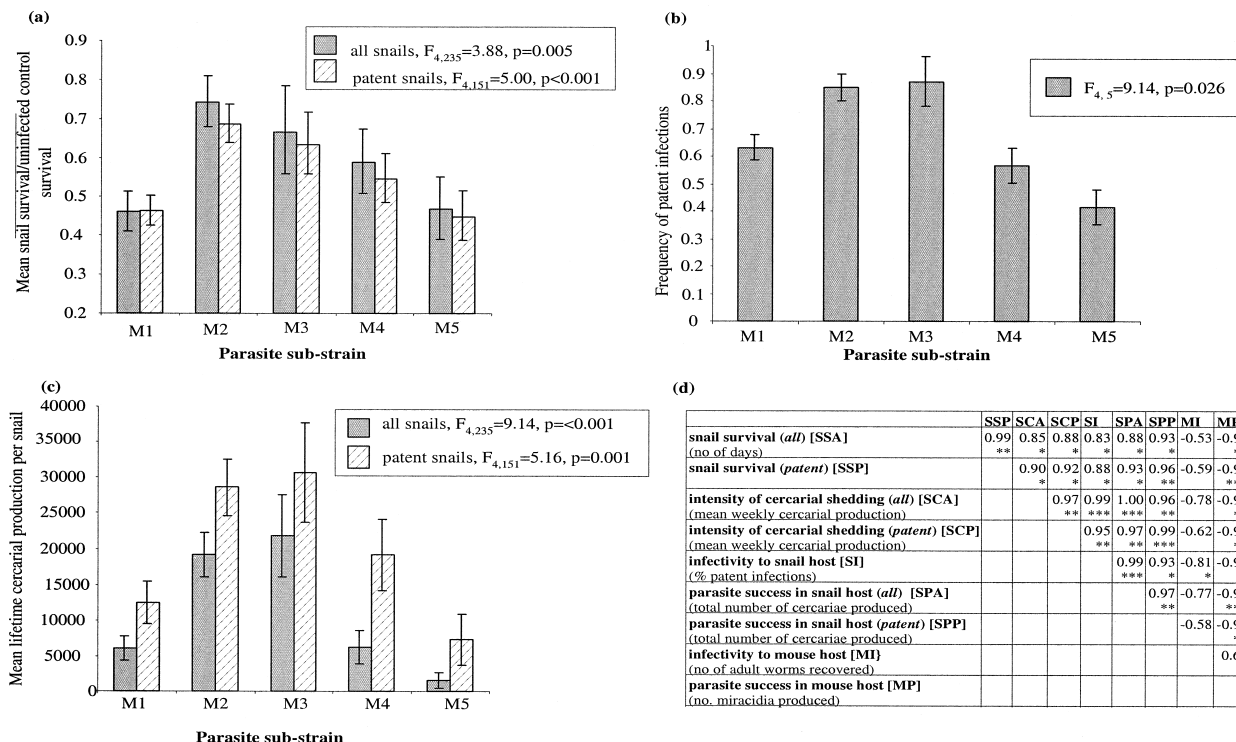 (a)
0.9
0.8
0.7
0.6
0.5
0.4
0.3
0.2
Mean snail survival/uninfected control
survival
all snails, F4,235=3.88, p=0.005
patent snails, F4,151=5.00, p<0.001
M1 M2 M3 M4 M5
Parasite sub-strain
(b)
1
0.9
0.8
0.7
0.6
0.5
0.4
0.3
0.2
0.1
0
Frequency of patent infections
F4, 5=9.14, p=0.026
M1 M2 M3 M4 M5
Parasite sub-strain
(c)
40000
35000
30000
25000
20000
15000
10000
5000
0
Mean lifetime cercarial production per snail
all snails, F4,235=9.14, p=<0.001
patent snails, F4,151=5.16, p=0.001
M1 M2 M3 M4 M5
Parasite sub-strain
(d)
SSP SCA SCP SI SPA SPP MI
snail survival (all) [SSA] 0.99 0.85 0.88 0.83 0.88 0.93 -0.53
(no of days) ** * * * * *
snail survival (patent) [SSP] 0.90 0.92 0.88 0.93 0.96 -0.59
* * * * ** **
intensity of cercarial shedding (all) [SCA] 0.97 0.99 1.00 0.96 -0.78
(mean weekly cercarial production) ** *** *** **
intensity of cercarial shedding (patent) [SCP] 0.95 0.97 0.99 -0.62
(mean weekly cercarial production) ** ** ***
infectivity to snail host [SI] 0.99 0.93 -0.81
(% patent infections) *** * *
parasite success in snail host (all) [SPA] 0.97 -0.77
(total number of cercariae produced) ** **
parasite success in snail host (patent) [SPP] -0.58
(total number of cercariae produced)
infectivity to mouse host [MI}
(no of adult worms recovered)
parasite success in mouse host [MP]
(no. miracidia produced)